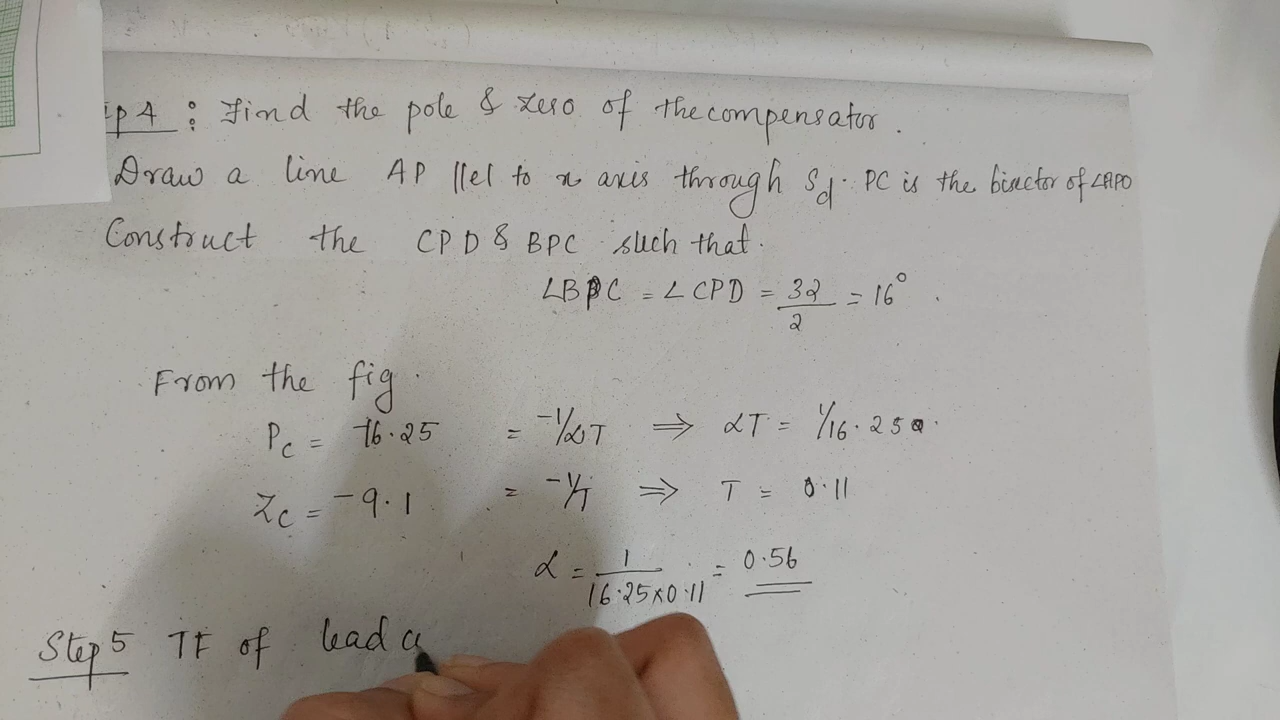 ep 4 : Find the pole & zero of the compensator.
Draw a line AP ||el to x axis through Sd. PC is the bisector of ∠APO
Construct the CPD & BPC such that.
∠BPC = ∠CPD = 32/2 = 16°.
From the fig.
Pc = -16.25 = -1/αT ⇒ αT = 1/16.25.
Zc = -9.1 = -1/T ⇒ T = 0.11
α = 1/16.25×0.11 = 0.56
Step 5 TF of lead c